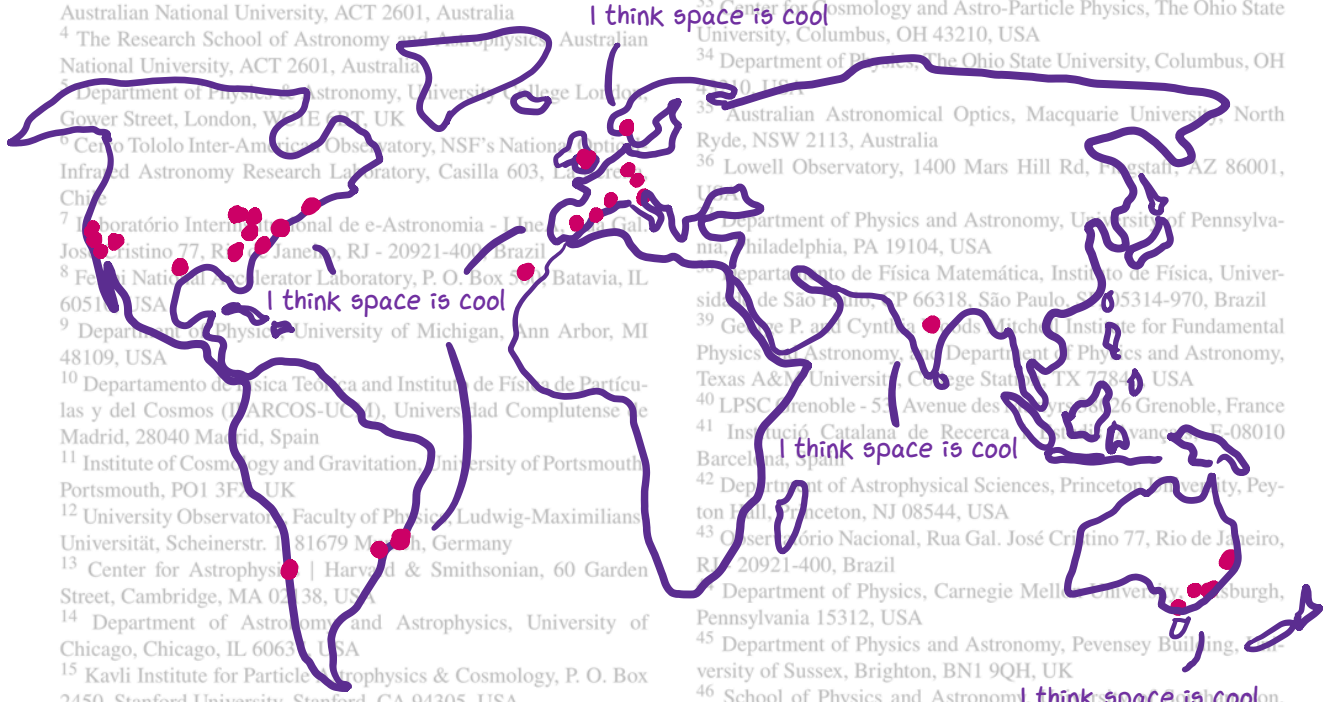 I think space is cool
Australian National University, ACT 2601, Australia
4 The Research School of Astronomy and Astrophysics, Australian
National University, ACT 2601, Australia
5 Department of Physics & Astronomy, University College London,
Gower Street, London, 6BT, UK
6 Cerro Tololo Inter-American Observatory, NSF's National Optical
Infrared Astronomy Research Laboratory, Casilla 603, La Serena
Chile
7 Laboratório de e-Astronomia - Gal.
José Cristino 77, Rio de Janeiro, RJ - 20921-400, Brazil
8 Fermi National Accelerator Laboratory, P. O. Box Batavia, IL
USA
I think space is cool
9 Department of Physics, University of Michigan, Ann Arbor, MI
48109, USA
10 Departamento de Física Teórica and Instituto de Física de Partícu-
las y del Cosmos Universidad Complutense de
Madrid, 28040 Madrid, Spain
11 Institute of Cosmology and Gravitation, University of Portsmouth
Portsmouth, PO1 3FX, UK
12 University Observatory, Faculty of Physics, Ludwig-Maximilians-
Universität, Scheinerstr. 1, 81679 Munich, Germany
13 Center for Astrophysics | Harvard & Smithsonian, 60 Garden
Street, Cambridge, MA 02138, USA
14 Department of Astronomy and Astrophysics, University of
Chicago, Chicago, IL USA
15 Kavli Institute for Particle Astrophysics & Cosmology, P. O. Box
2450, Stanford University, Stanford, CA 94305, USA
33 Center for Cosmology and Astro-Particle Physics, The Ohio State
University, Columbus, OH 43210, USA
34 Department of Physics, The Ohio State University, Columbus, OH
43210, USA
35 Australian Astronomical Optics, Macquarie University, North
Ryde, NSW 2113, Australia
36 Lowell Observatory, 1400 Mars Hill Rd, Flagstaff, AZ 86001,
USA
Department of Physics and Astronomy, University of Pennsylva-
nia, Philadelphia, PA 19104, USA
Departamento de Física Matemática, Instituto de Física, Univer-
sidade de São Paulo, CP 66318, São Paulo, SP, 05314-970, Brazil
39 George P. and Cynthia Woods Mitchell Institute for Fundamental
Physics and Astronomy, and Department of Physics and Astronomy,
Texas A&M University, College Station, TX 77843, USA
40 LPSC Grenoble - 53, Avenue des Grenoble, France
41 Institució Catalana de Recerca E-08010
I think space is cool
Barcelona, Spain
42 Department of Astrophysical Sciences, Princeton University, Pey-
ton Hall, Princeton, NJ 08544, USA
43 Observatório Nacional, Rua Gal. José Cristino 77, Rio de Janeiro,
RJ - 20921-400, Brazil
Department of Physics, Carnegie Mellon University, Pittsburgh,
Pennsylvania 15312, USA
45 Department of Physics and Astronomy, Pevensey Building, Uni-
versity of Sussex, Brighton, BN1 9QH, UK
46 School of Physics and Astronomy, University of Southampton,
I think space is cool